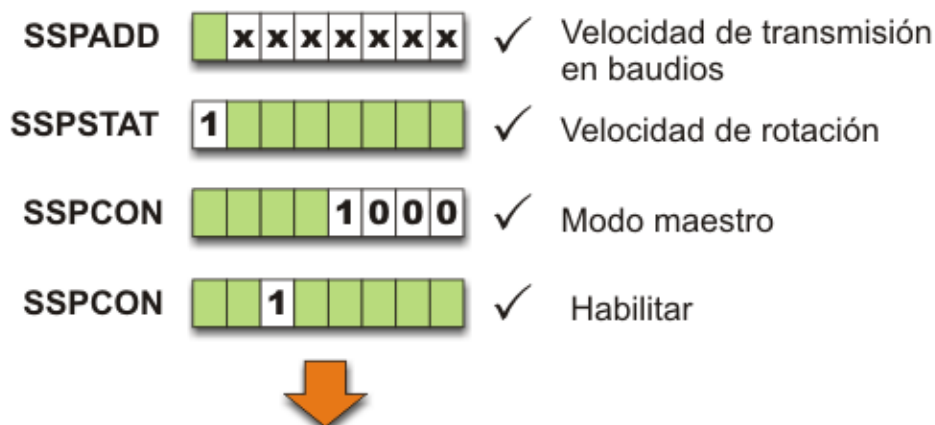 SSPADD x x x x x x x ✓ Velocidad de transmisión
en baudios
SSPSTAT 1 ✓ Velocidad de rotación
SSPCON 1 0 0 0 ✓ Modo maestro
SSPCON 1 ✓ Habilitar